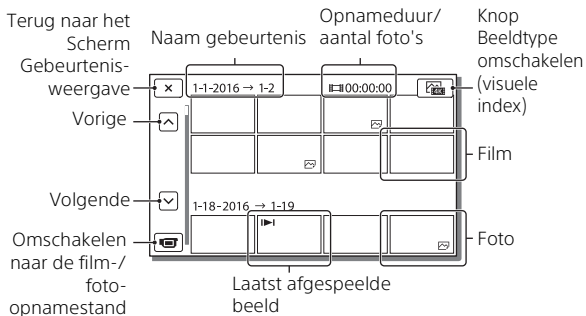 Terug naar het
Scherm
Gebeurtenis-
weergave
Naam gebeurtenis
Opnameduur/
aantal foto's
Knop
Beeldtype
omschakelen
(visuele
index)
1-1-2016 → 1-2
00:00:00
4K
Vorige
Film
Volgende
1-18-2016 → 1-19
Omschakelen
naar de film-/
foto-
opnamestand
Foto
Laatst afgespeelde
beeld